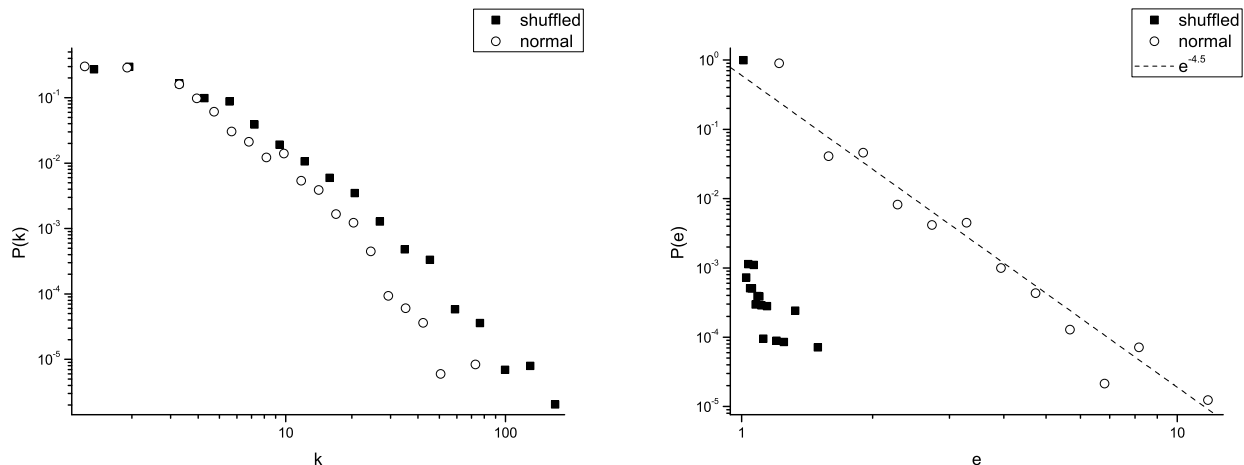 shuffled
normal
P(k)
10⁻¹
10⁻²
10⁻³
10⁻⁴
10⁻⁵
10
100
k
shuffled
normal
e⁻⁴·⁵
P(e)
10⁰
10⁻¹
10⁻²
10⁻³
10⁻⁴
10⁻⁵
1
10
e